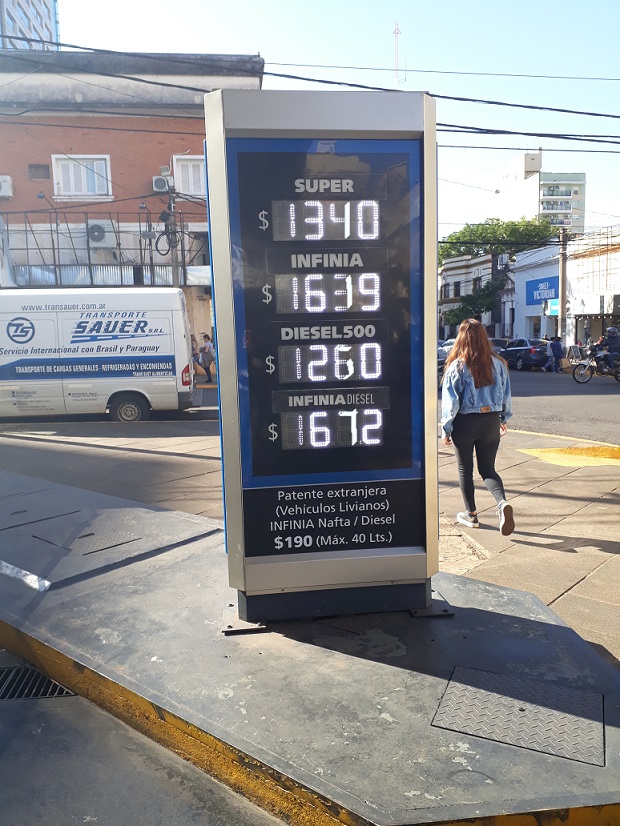 SUPER
$ 134.0
INFINIA
$ 163.9
DIESEL500
$ 126.0
INFINIA DIESEL
$ 167.2
Patente extranjera
(Vehículos Livianos)
INFINIA Nafta / Diesel
$190 (Máx. 40 Lts.)
www.transauer.com.ar
TS
TRANSPORTE
SAUER S.R.L.
Servicio Internacional con Brasil y Paraguay
TRANSPORTE DE CARGAS GENERALES - REFRIGERADAS Y ENCOMIENDAS